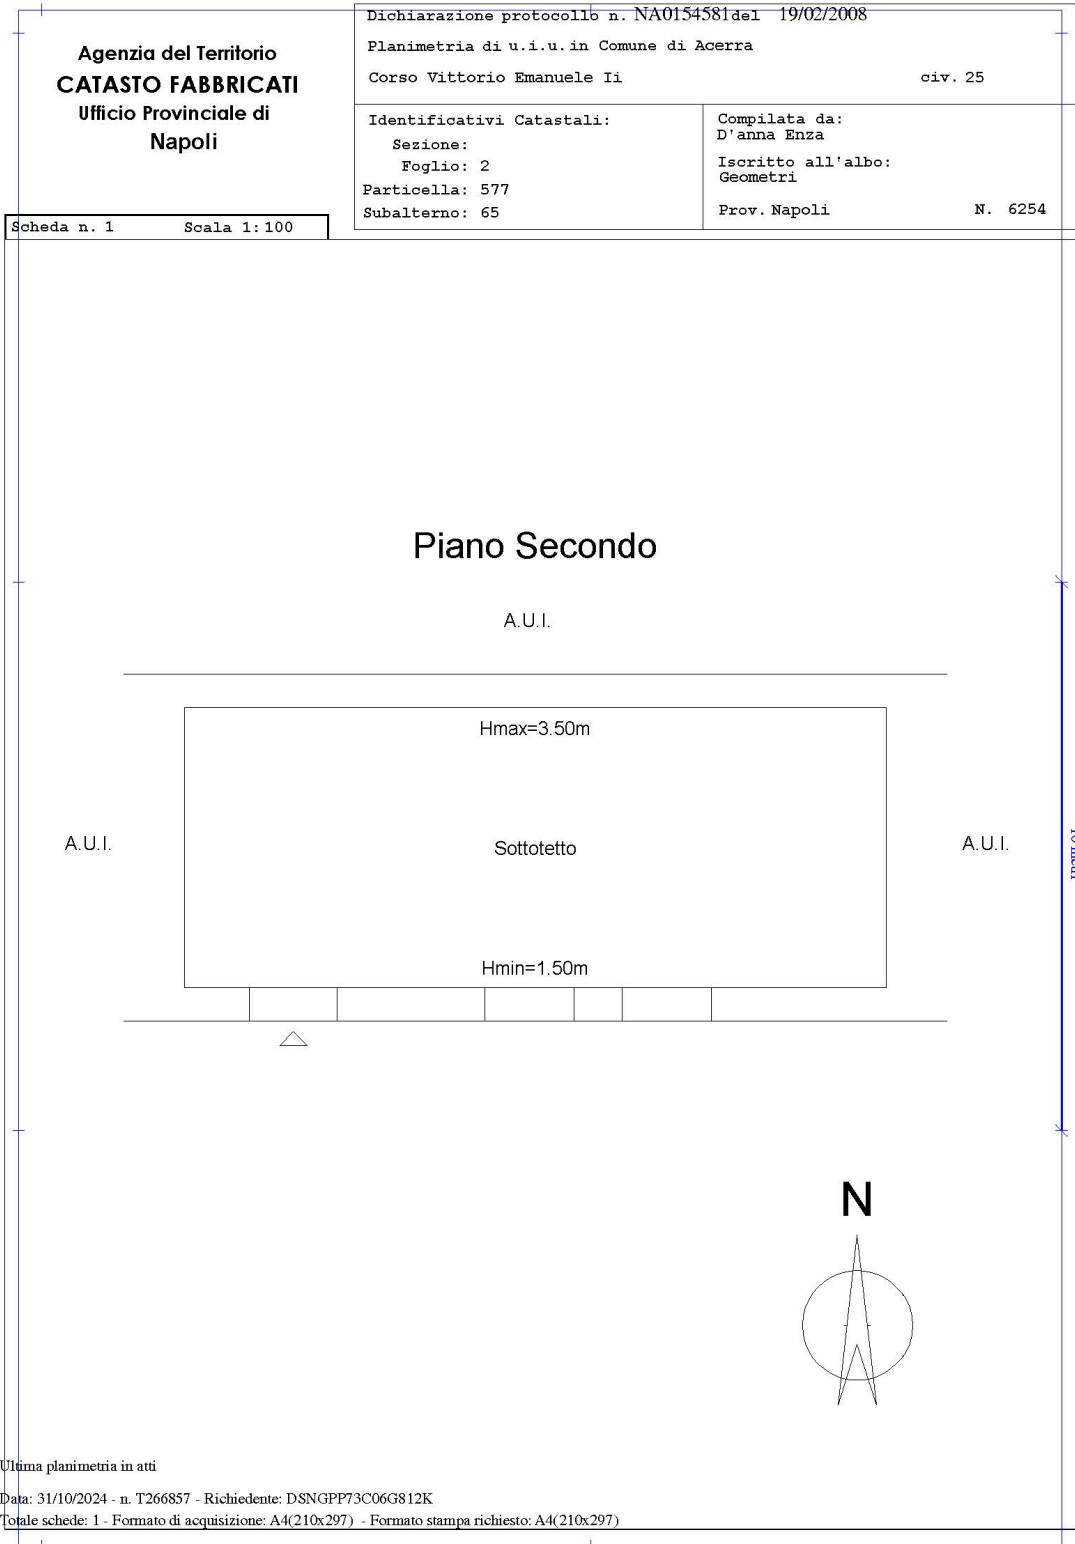 Agenzia del Territorio
CATASTO FABBRICATI
Ufficio Provinciale di
Napoli
Dichiarazione protocollo n. NA0154581 del 19/02/2008
Planimetria di u.i.u. in Comune di Acerra
Corso Vittorio Emanuele Ii civ. 25
Identificativi Catastali:
Sezione:
Foglio: 2
Particella: 577
Subalterno: 65
Compilata da:
D'anna Enza
Iscritto all'albo:
Geometri
Prov. Napoli N. 6254
Scheda n. 1 Scala 1:100
Piano Secondo
A.U.I.
Hmax=3.50m
A.U.I.
Sottotetto
A.U.I.
Hmin=1.50m
N
Ultima planimetria in atti
Data: 31/10/2024 - n. T266857 - Richiedente: DSNGPP73C06G812K
Totale schede: 1 - Formato di acquisizione: A4(210x297) - Formato stampa richiesto: A4(210x297)